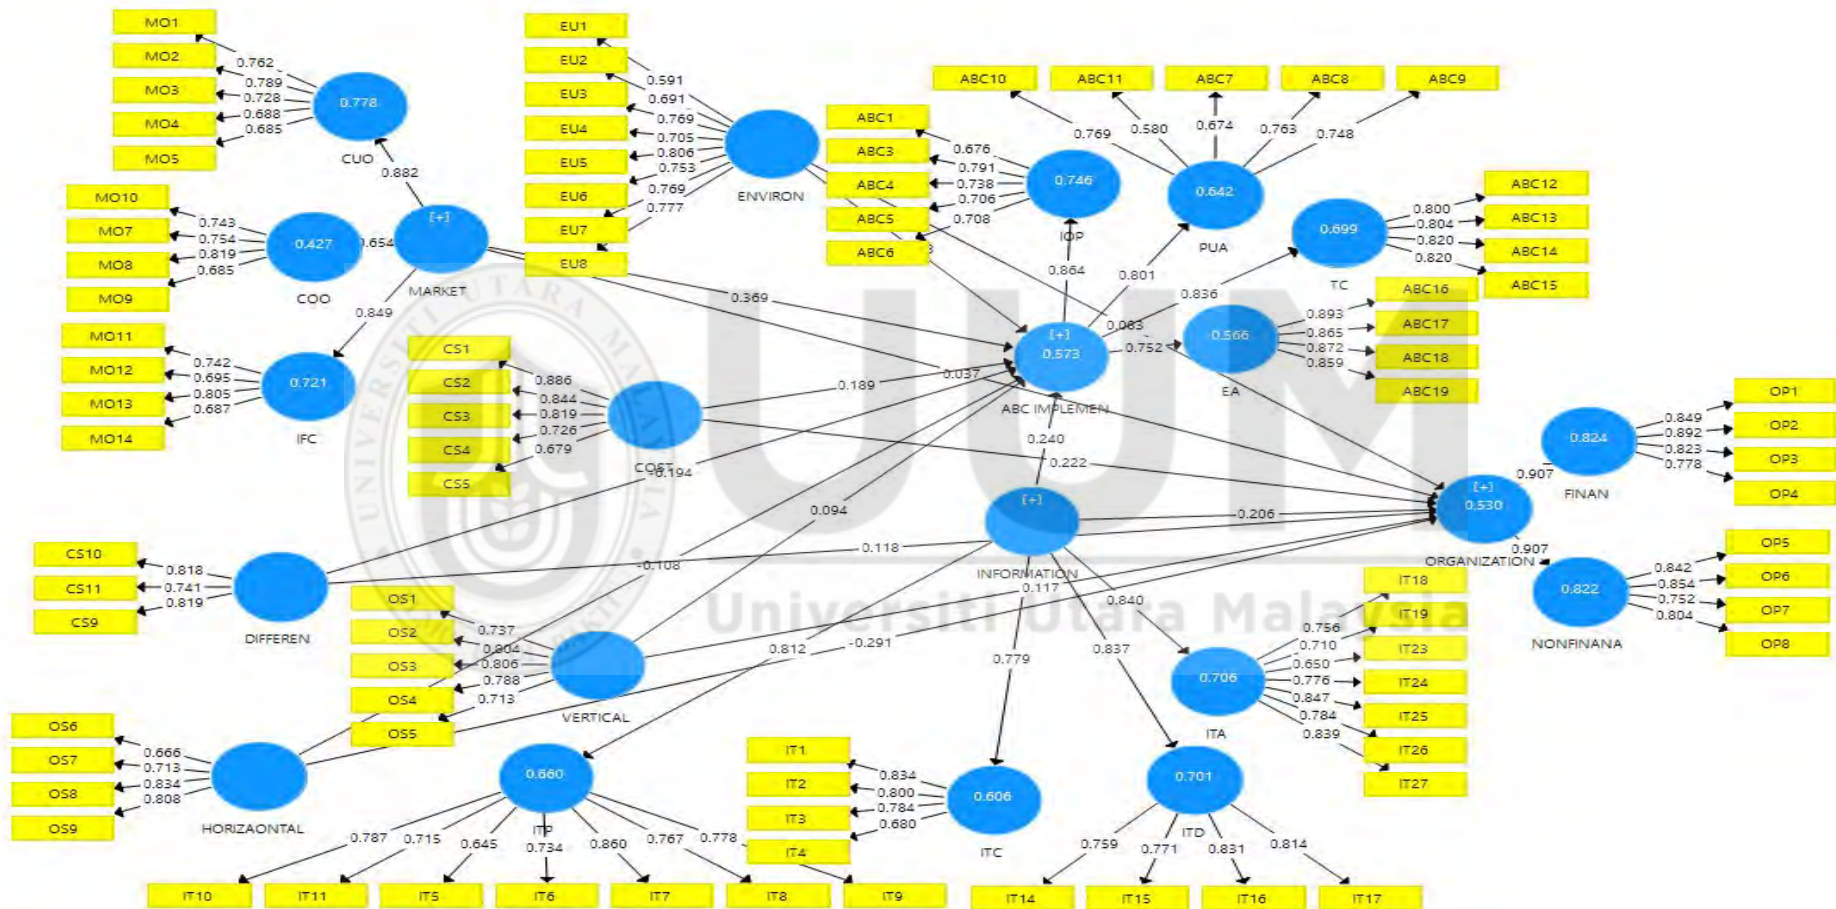 MO1
MO2
MO3
MO4
MO5
0.762
0.789
0.728
0.688
0.685
0.778
CUO
0.882
MO10
MO7
MO8
MO9
0.743
0.754
0.819
0.685
0.427
COO
0.654
[+]
MARKET
0.849
MO11
MO12
MO13
MO14
0.742
0.695
0.805
0.687
0.721
IFC
EU1
EU2
EU3
EU4
EU5
EU6
EU7
EU8
0.591
0.691
0.769
0.705
0.806
0.753
0.769
0.777
ENVIRON
ABC1
ABC3
ABC4
ABC5
ABC6
0.676
0.791
0.738
0.706
0.708
0.746
IOP
0.864
ABC10
ABC11
ABC7
ABC8
ABC9
0.769
0.580
0.674
0.763
0.748
0.642
PUA
0.801
ABC12
ABC13
ABC14
ABC15
0.800
0.804
0.820
0.820
0.699
TC
0.836
ABC16
ABC17
ABC18
ABC19
0.893
0.865
0.872
0.859
0.566
EA
0.752
0.083
0.369
0.037
[+]
0.573
ABC IMPLEMEN
0.240
CS1
CS2
CS3
CS4
CS5
0.886
0.844
0.819
0.726
0.679
COST
0.189
0.222
-0.194
0.094
0.118
-0.108
CS10
CS11
CS9
0.818
0.741
0.819
DIFFEREN
OS1
OS2
OS3
OS4
OS5
0.737
0.804
0.806
0.788
0.713
VERTICAL
0.117
OS6
OS7
OS8
OS9
0.666
0.713
0.834
0.808
HORIZAONTAL
-0.291
[+]
INFORMATION
0.206
0.812
0.779
0.837
0.840
0.660
ITP
0.787
0.715
0.645
0.734
0.860
0.767
0.778
IT10
IT11
IT5
IT6
IT7
IT8
IT9
IT1
IT2
IT3
IT4
0.834
0.800
0.784
0.680
0.606
ITC
0.701
ITD
0.759
0.771
0.831
0.814
IT14
IT15
IT16
IT17
0.706
ITA
0.756
0.710
0.650
0.776
0.847
0.784
0.839
IT18
IT19
IT23
IT24
IT25
IT26
IT27
[+]
0.530
ORGANIZATION
0.907
0.824
FINAN
0.849
0.892
0.823
0.778
OP1
OP2
OP3
OP4
0.907
0.822
NONFINANA
0.842
0.854
0.752
0.804
OP5
OP6
OP7
OP8
UUM
Universiti Utara Malaysia
UNIVERSITI UTARA MALAYSIA